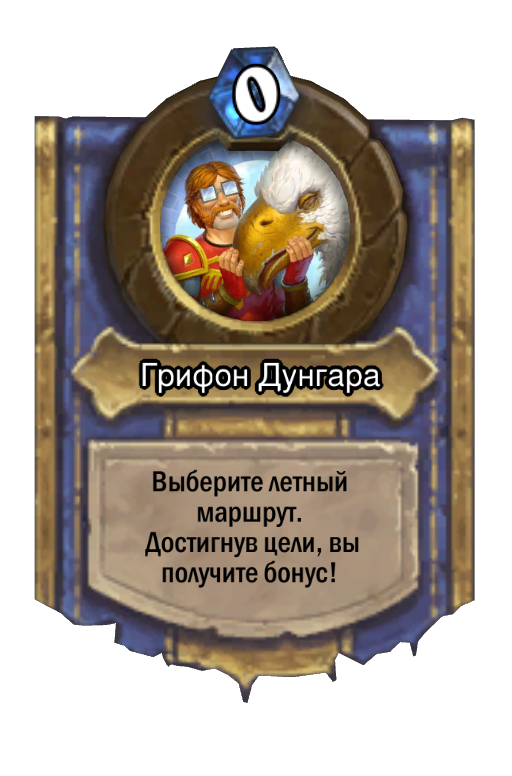 0
Грифон Дунгара
Выберите летный
маршрут.
Достигнув цели, вы
получите бонус!